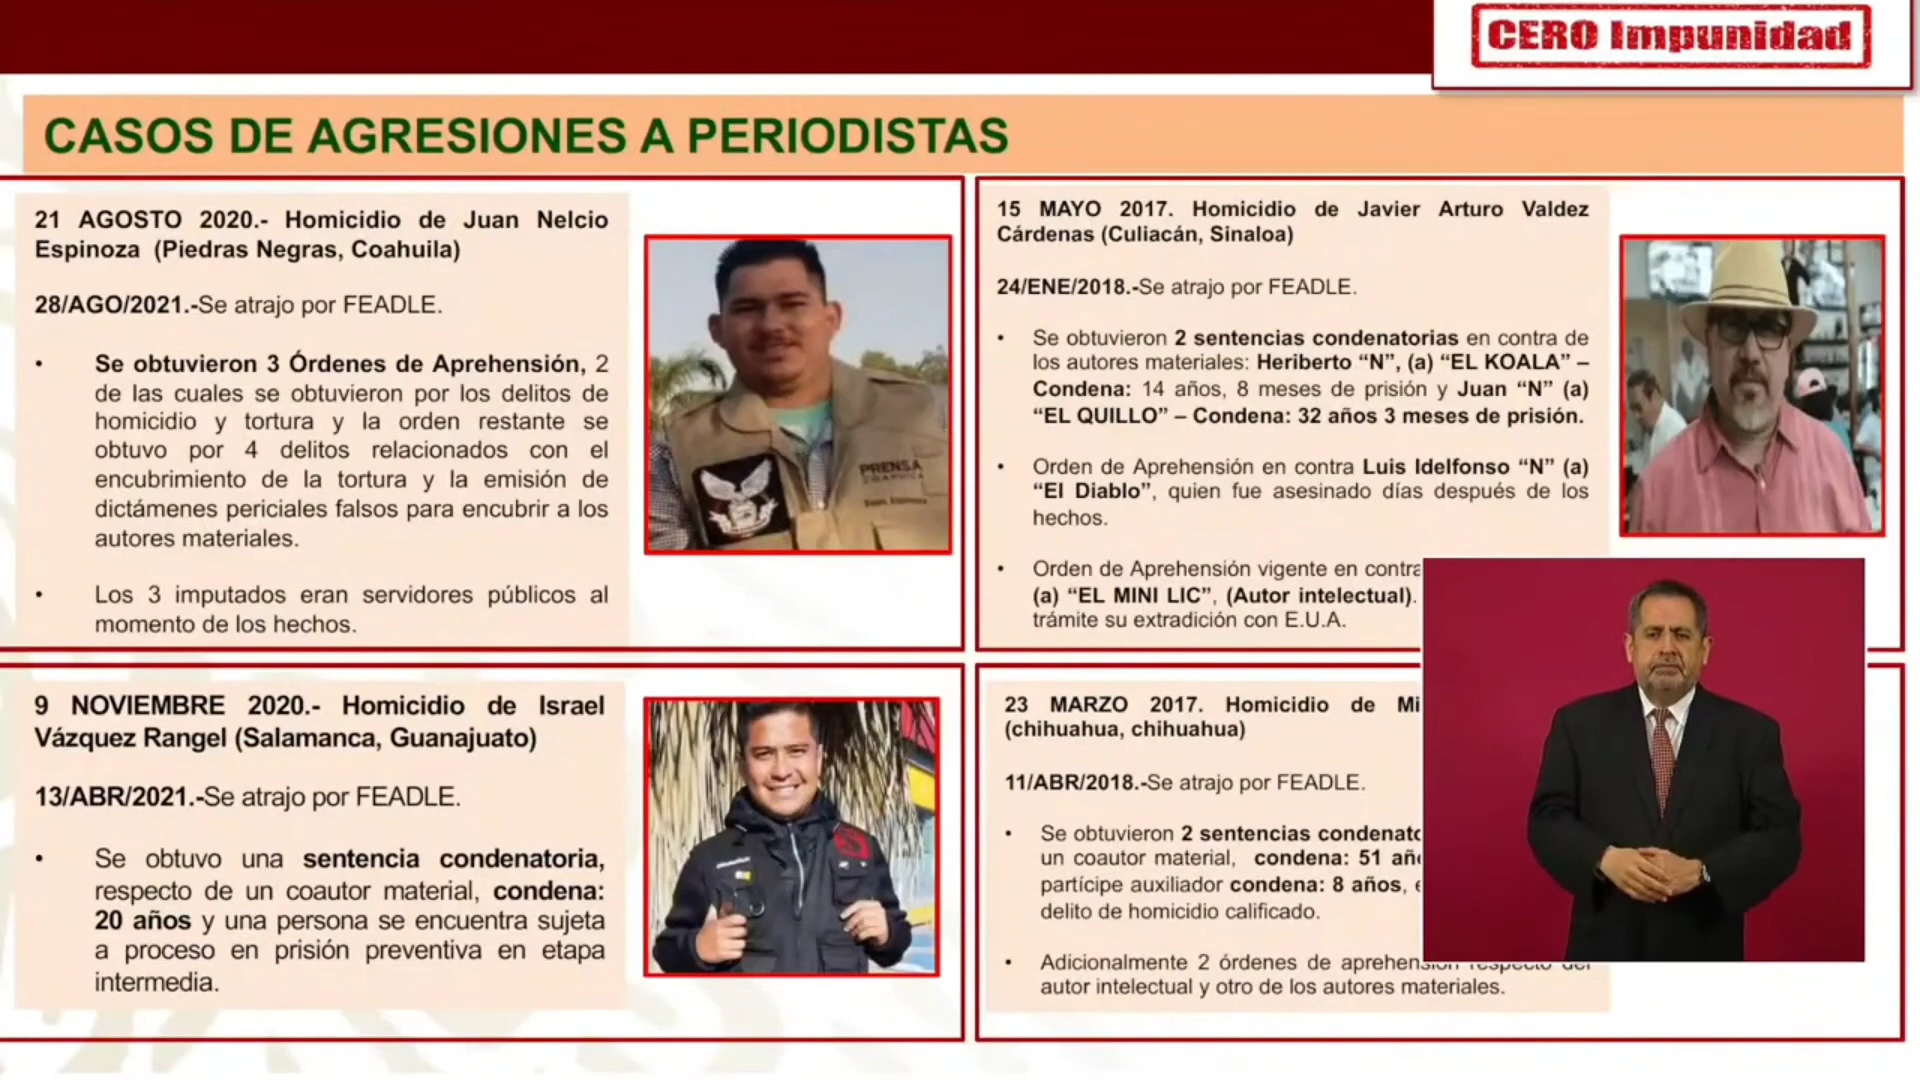 CERO Impunidad
CASOS DE AGRESIONES A PERIODISTAS
21 AGOSTO 2020.- Homicidio de Juan Nelcio
Espinoza (Piedras Negras, Coahuila)
28/AGO/2021.-Se atrajo por FEADLE.
• Se obtuvieron 3 Órdenes de Aprehensión, 2
de las cuales se obtuvieron por los delitos de
homicidio y tortura y la orden restante se
obtuvo por 4 delitos relacionados con el
encubrimiento de la tortura y la emisión de
dictámenes periciales falsos para encubrir a los
autores materiales.
• Los 3 imputados eran servidores públicos al
momento de los hechos.
PRENSA
COAHUILA
15 MAYO 2017. Homicidio de Javier Arturo Valdez
Cárdenas (Culiacán, Sinaloa)
24/ENE/2018.-Se atrajo por FEADLE.
• Se obtuvieron 2 sentencias condenatorias en contra de
los autores materiales: Heriberto “N”, (a) “EL KOALA” –
Condena: 14 años, 8 meses de prisión y Juan “N” (a)
“EL QUILLO” – Condena: 32 años 3 meses de prisión.
• Orden de Aprehensión en contra Luis Idelfonso “N” (a)
“El Diablo”, quien fue asesinado días después de los
hechos.
• Orden de Aprehensión vigente en contra
(a) “EL MINI LIC”, (Autor intelectual).
trámite su extradición con E.U.A.
9 NOVIEMBRE 2020.- Homicidio de Israel
Vázquez Rangel (Salamanca, Guanajuato)
13/ABR/2021.-Se atrajo por FEADLE.
• Se obtuvo una sentencia condenatoria,
respecto de un coautor material, condena:
20 años y una persona se encuentra sujeta
a proceso en prisión preventiva en etapa
intermedia.
23 MARZO 2017. Homicidio de Mi
(chihuahua, chihuahua)
11/ABR/2018.-Se atrajo por FEADLE.
• Se obtuvieron 2 sentencias condenato
un coautor material, condena: 51 añ
partícipe auxiliador condena: 8 años,
delito de homicidio calificado.
• Adicionalmente 2 órdenes de aprehensión respecto del
autor intelectual y otro de los autores materiales.